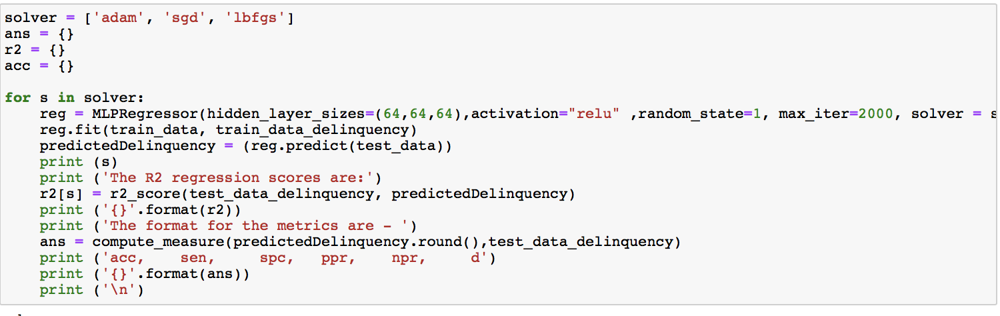 solver = ['adam', 'sgd', 'lbfgs']
ans = {}
r2 = {}
acc = {}
for s in solver:
    reg = MLPRegressor(hidden_layer_sizes=(64,64,64),activation="relu" ,random_state=1, max_iter=2000, solver = s
    reg.fit(train_data, train_data_delinquency)
    predictedDelinquency = (reg.predict(test_data))
    print (s)
    print ('The R2 regression scores are:')
    r2[s] = r2_score(test_data_delinquency, predictedDelinquency)
    print ('{}'.format(r2))
    print ('The format for the metrics are - ')
    ans = compute_measure(predictedDelinquency.round(),test_data_delinquency)
    print ('acc,    sen,     spc,   ppr,    npr,     d')
    print ('{}'.format(ans))
    print ('\n')